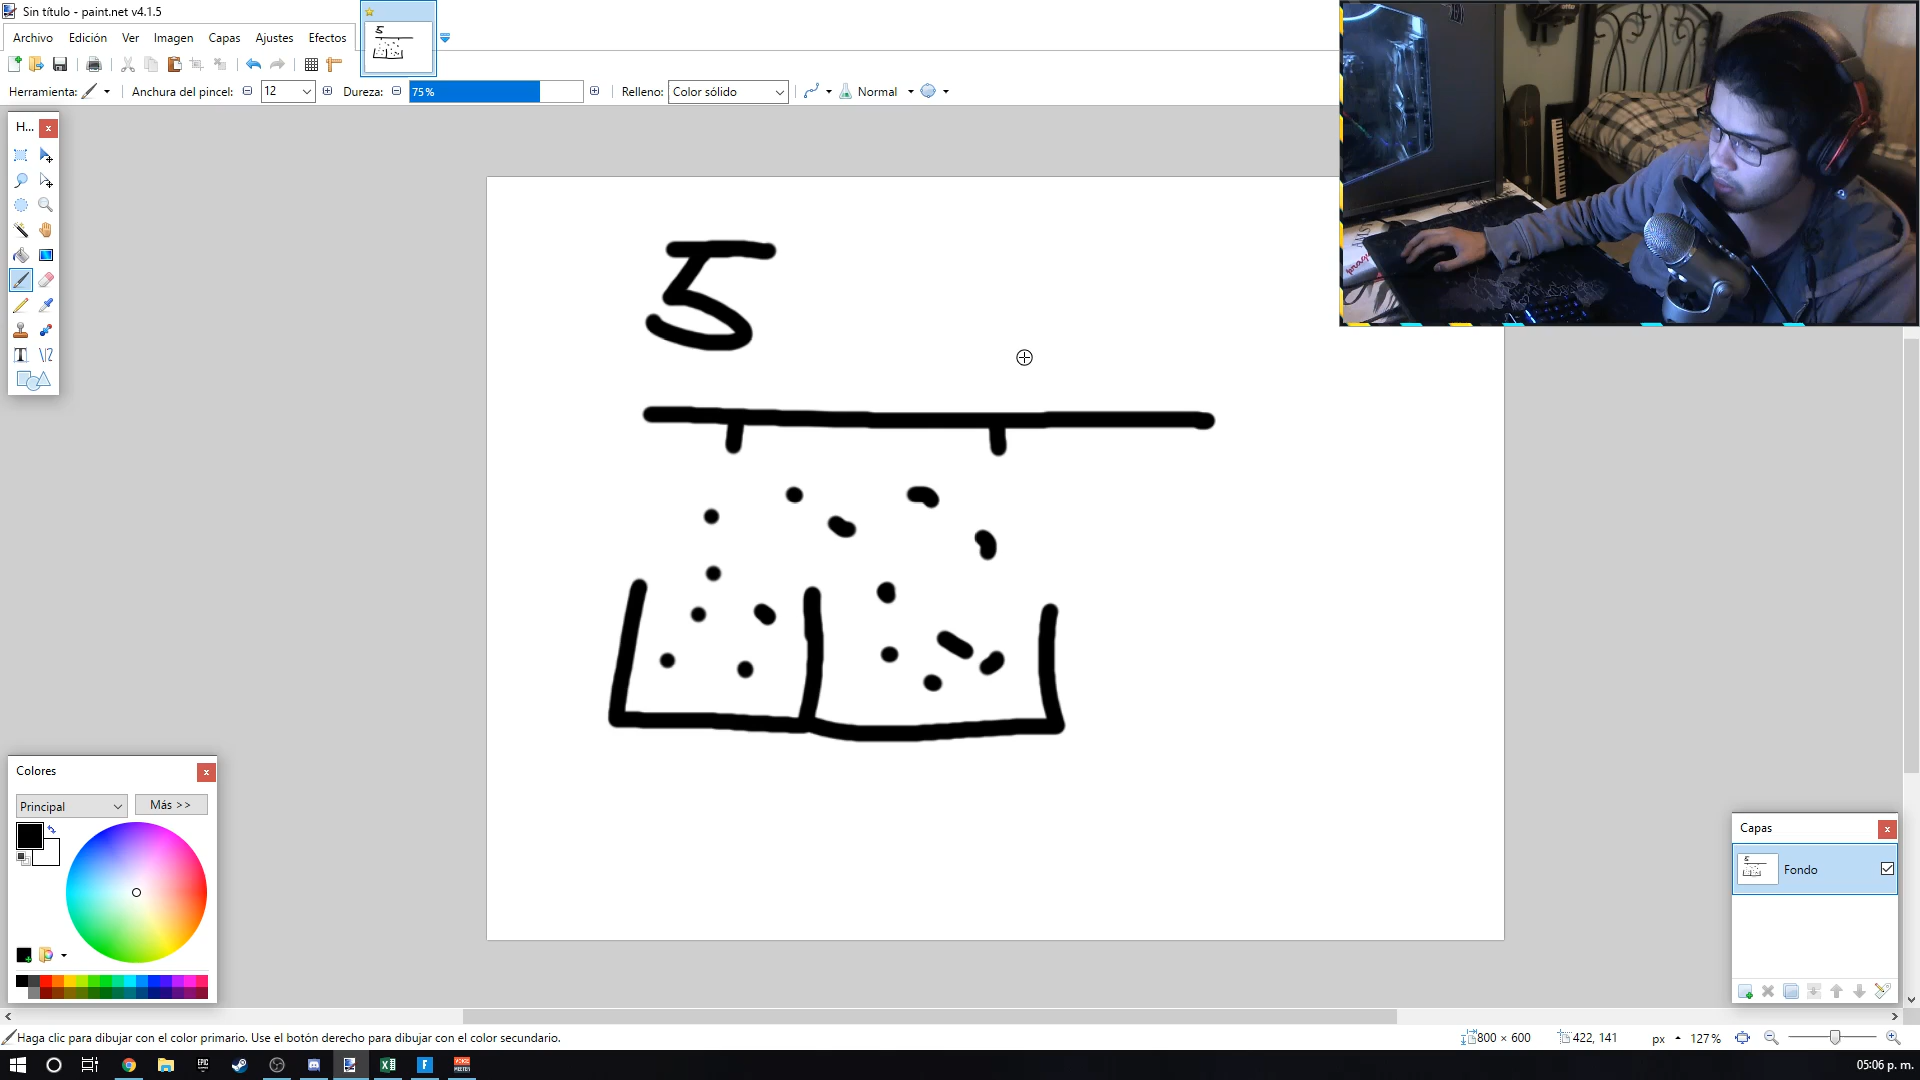 Sin título - paint.net v4.1.5
Archivo Edición Ver Imagen Capas Ajustes Efectos
Herramienta: Anchura del pincel: 12 Dureza: 75% Relleno: Color sólido Normal
H...
5
Colores
Principal Más >>
Capas
Fondo
Haga clic para dibujar con el color primario. Use el botón derecho para dibujar con el color secundario. 800 × 600 422, 141 px 127%
05:06 p. m.